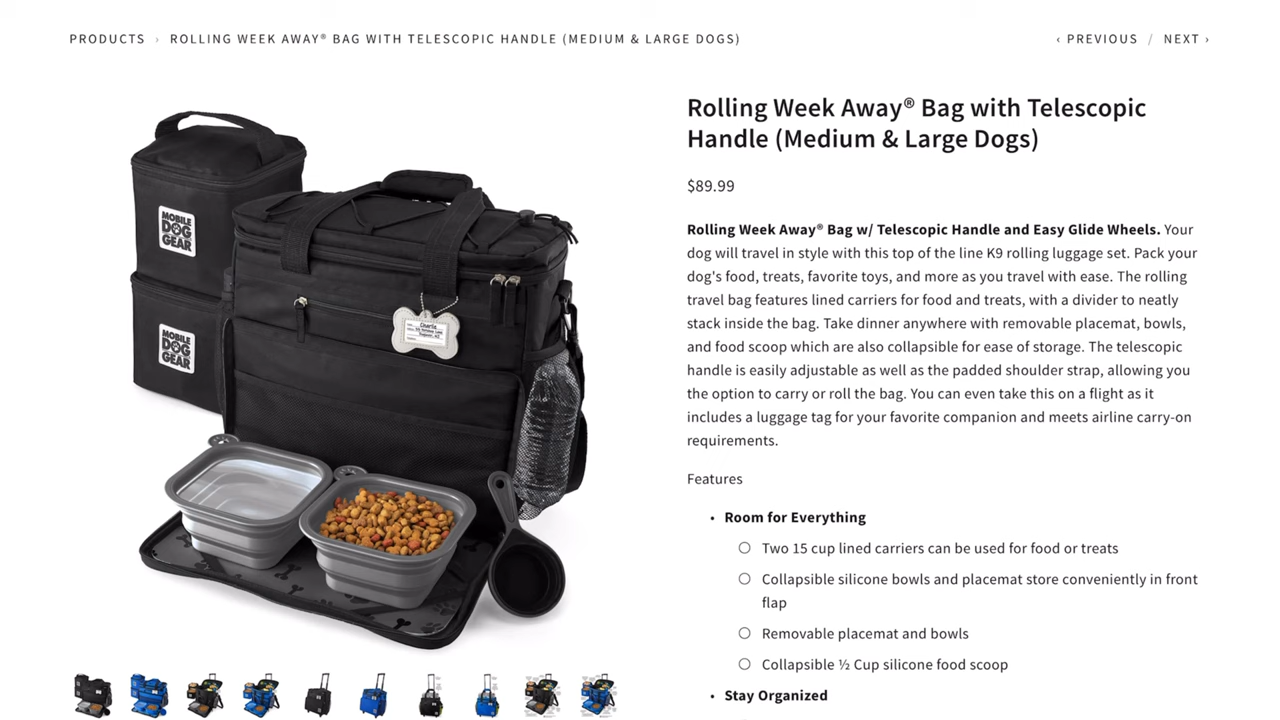 PRODUCTS › ROLLING WEEK AWAY® BAG WITH TELESCOPIC HANDLE (MEDIUM & LARGE DOGS)
‹ PREVIOUS / NEXT ›
Rolling Week Away® Bag with Telescopic
Handle (Medium & Large Dogs)
$89.99
Rolling Week Away® Bag w/ Telescopic Handle and Easy Glide Wheels. Your
dog will travel in style with this top of the line K9 rolling luggage set. Pack your
dog's food, treats, favorite toys, and more as you travel with ease. The rolling
travel bag features lined carriers for food and treats, with a divider to neatly
stack inside the bag. Take dinner anywhere with removable placemat, bowls,
and food scoop which are also collapsible for ease of storage. The telescopic
handle is easily adjustable as well as the padded shoulder strap, allowing you
the option to carry or roll the bag. You can even take this on a flight as it
includes a luggage tag for your favorite companion and meets airline carry-on
requirements.
Features
• Room for Everything
○ Two 15 cup lined carriers can be used for food or treats
○ Collapsible silicone bowls and placemat store conveniently in front
flap
○ Removable placemat and bowls
○ Collapsible ½ Cup silicone food scoop
• Stay Organized
MOBILE
DOG
GEAR
MOBILE
DOG
GEAR
Charlie